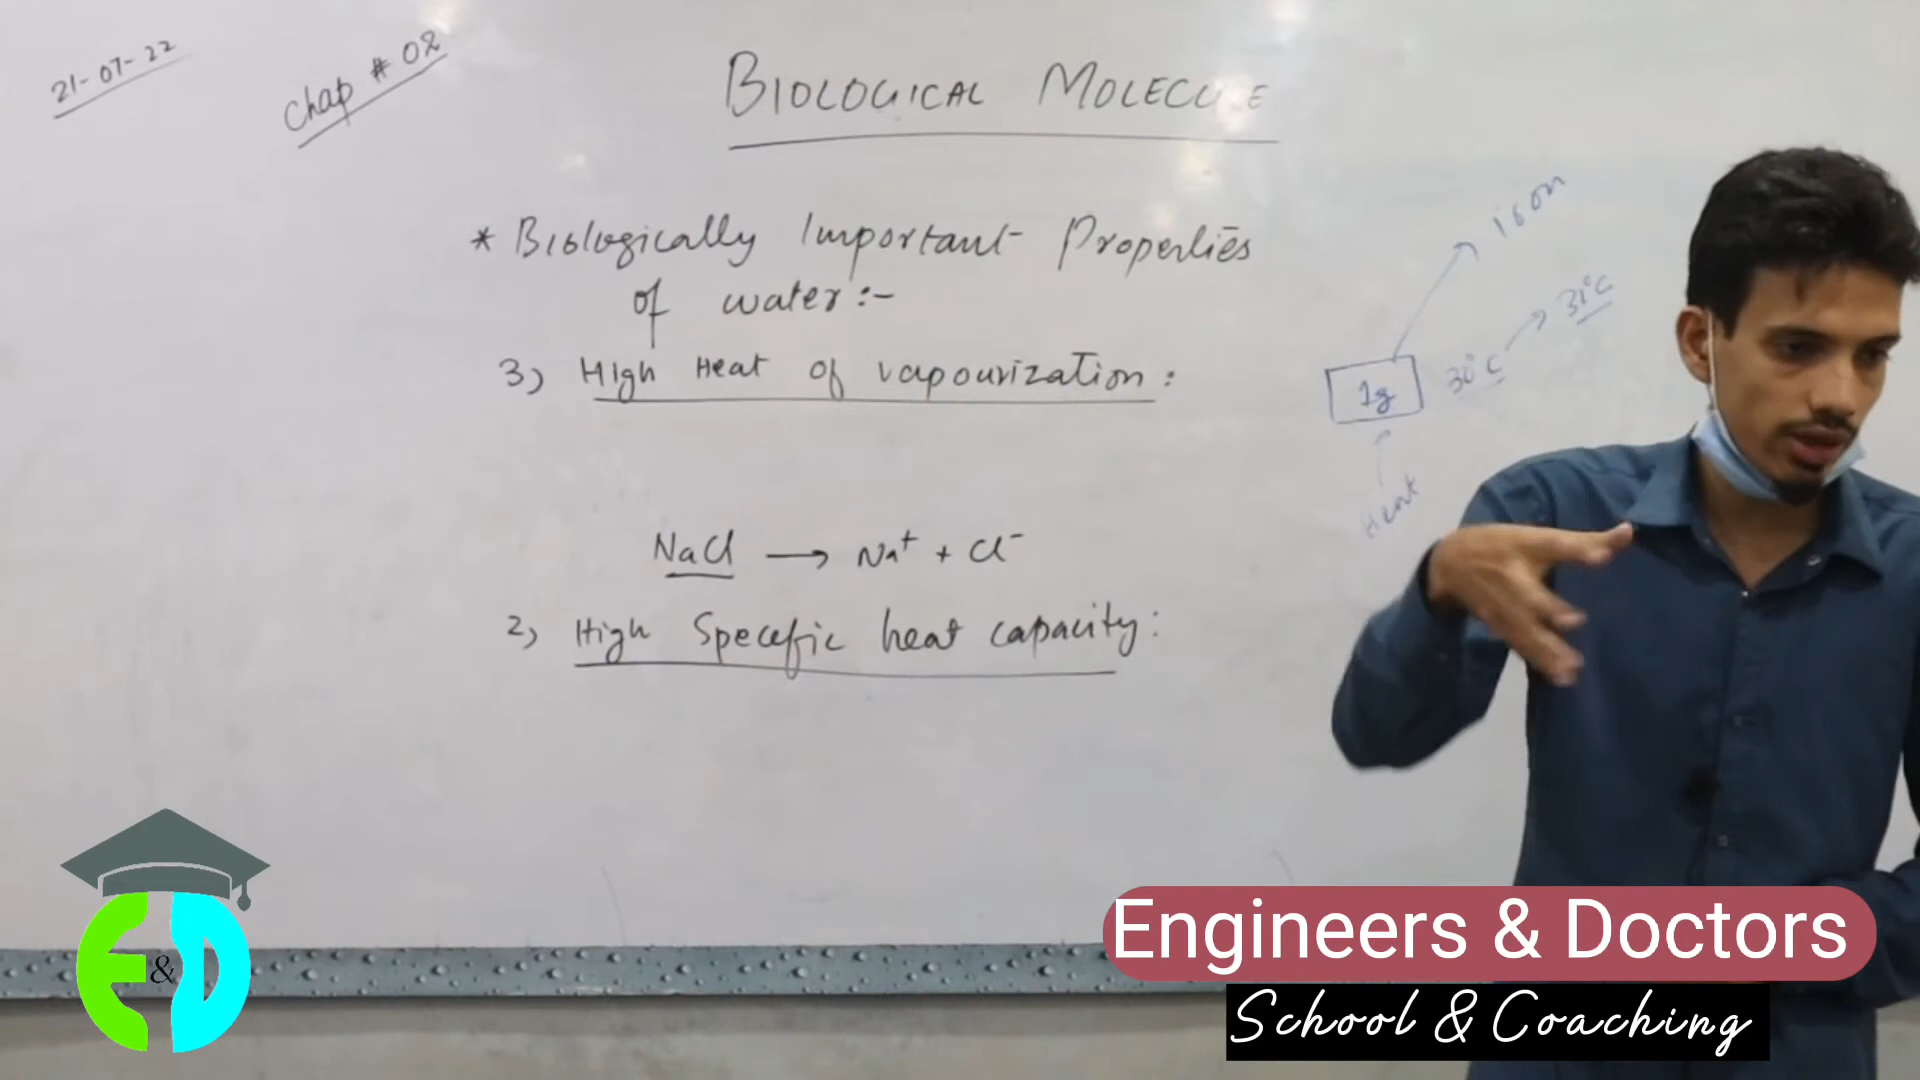 21-07-22
Chap # 02
BIOLOGICAL MOLECULE
* Biologically Important Properties
of water:-
3) High Heat of vapourization:
1g
30°C
31°C
Heat
NaCl → Na⁺ + Cl⁻
2) High Specefic heat capacity:
E & D
Engineers & Doctors
School & Coaching